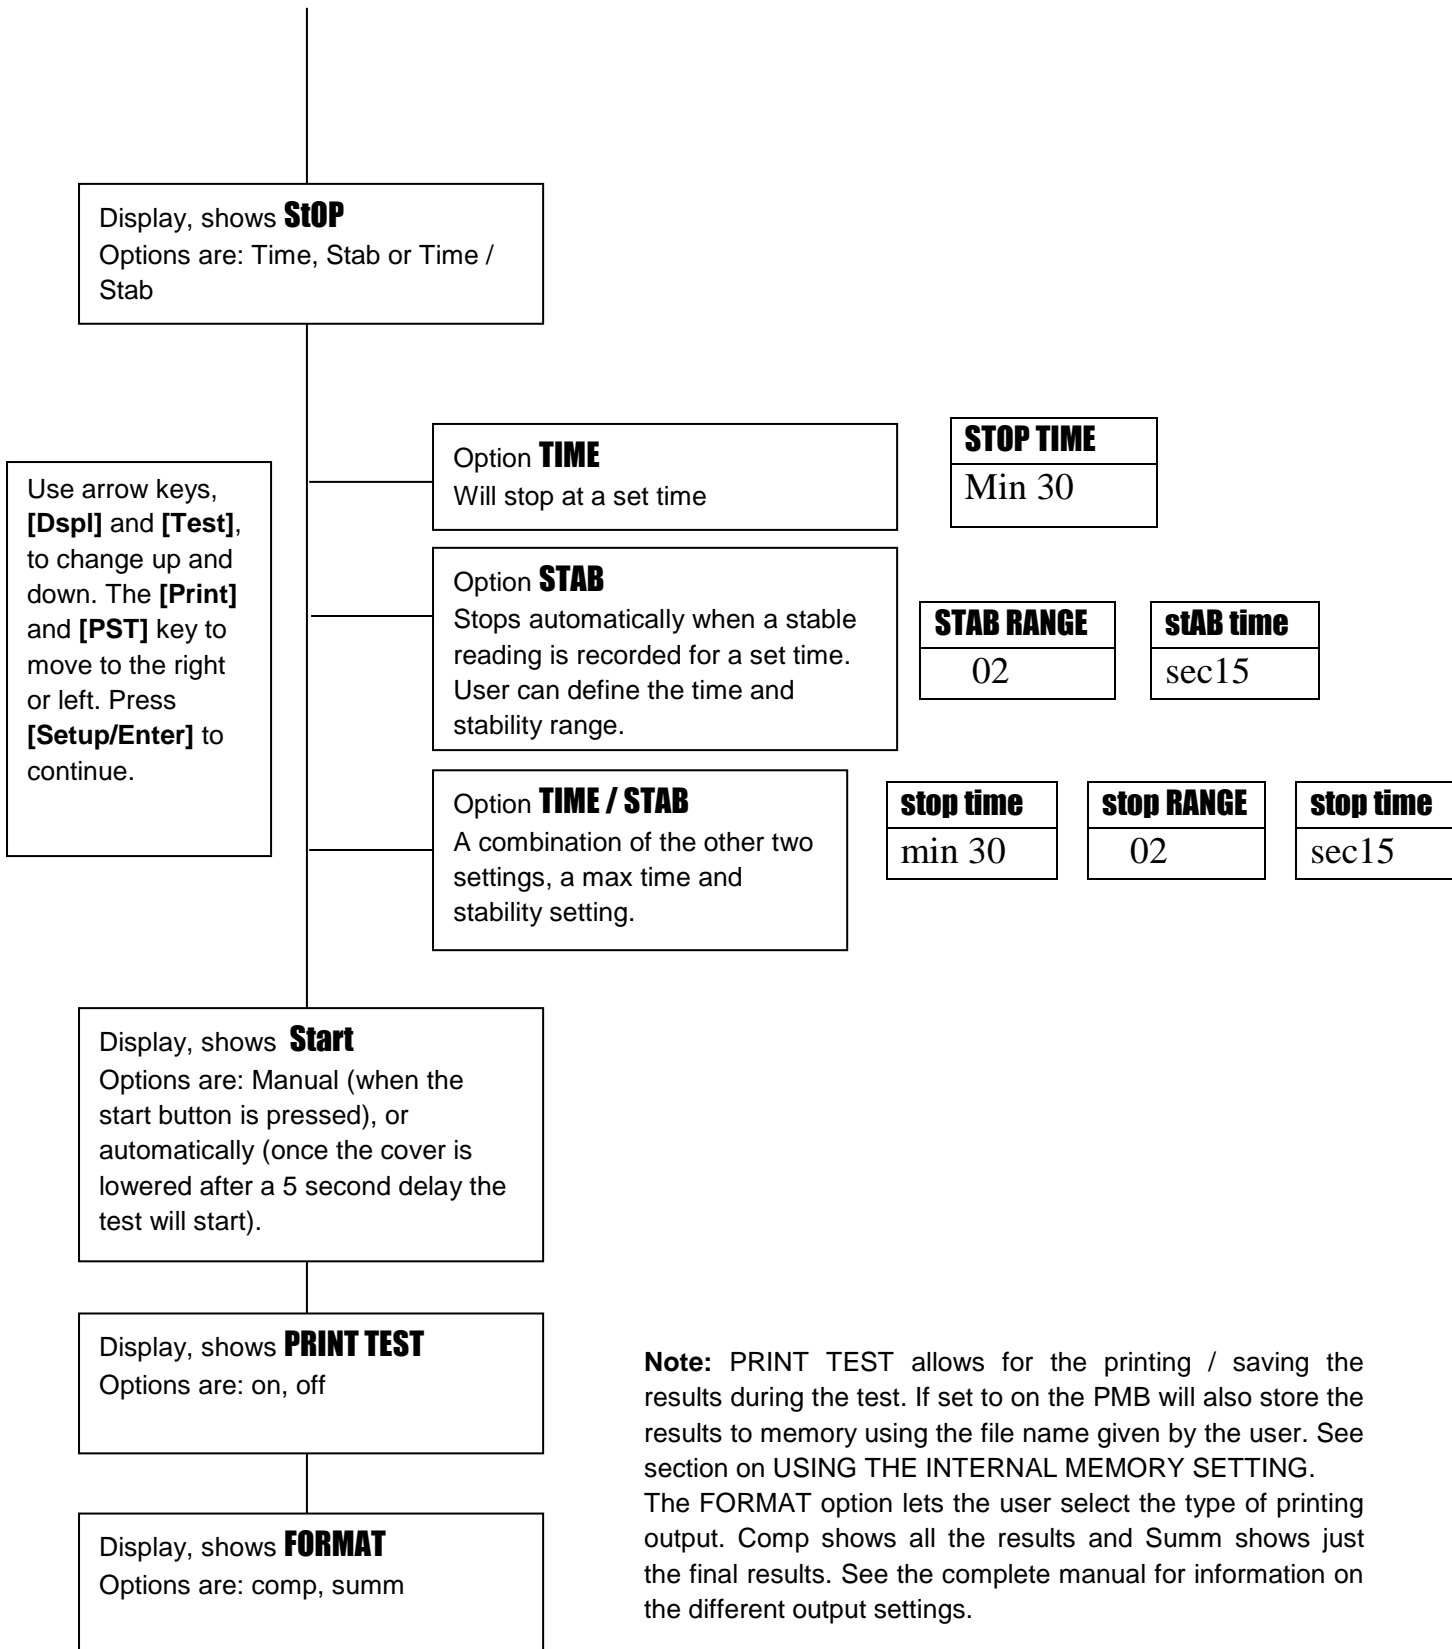 Display, shows StOP
Options are: Time, Stab or Time /
Stab
Use arrow keys,
[Dspl] and [Test],
to change up and
down. The [Print]
and [PST] key to
move to the right
or left. Press
[Setup/Enter] to
continue.
Option TIME
Will stop at a set time
STOP TIME
Min 30
Option STAB
Stops automatically when a stable
reading is recorded for a set time.
User can define the time and
stability range.
STAB RANGE
02
stAB time
sec15
Option TIME / STAB
A combination of the other two
settings, a max time and
stability setting.
stop time
min 30
stop RANGE
02
stop time
sec15
Display, shows Start
Options are: Manual (when the
start button is pressed), or
automatically (once the cover is
lowered after a 5 second delay the
test will start).
Display, shows PRINT TEST
Options are: on, off
Display, shows FORMAT
Options are: comp, summ
Note: PRINT TEST allows for the printing / saving the
results during the test. If set to on the PMB will also store the
results to memory using the file name given by the user. See
section on USING THE INTERNAL MEMORY SETTING.
The FORMAT option lets the user select the type of printing
output. Comp shows all the results and Summ shows just
the final results. See the complete manual for information on
the different output settings.